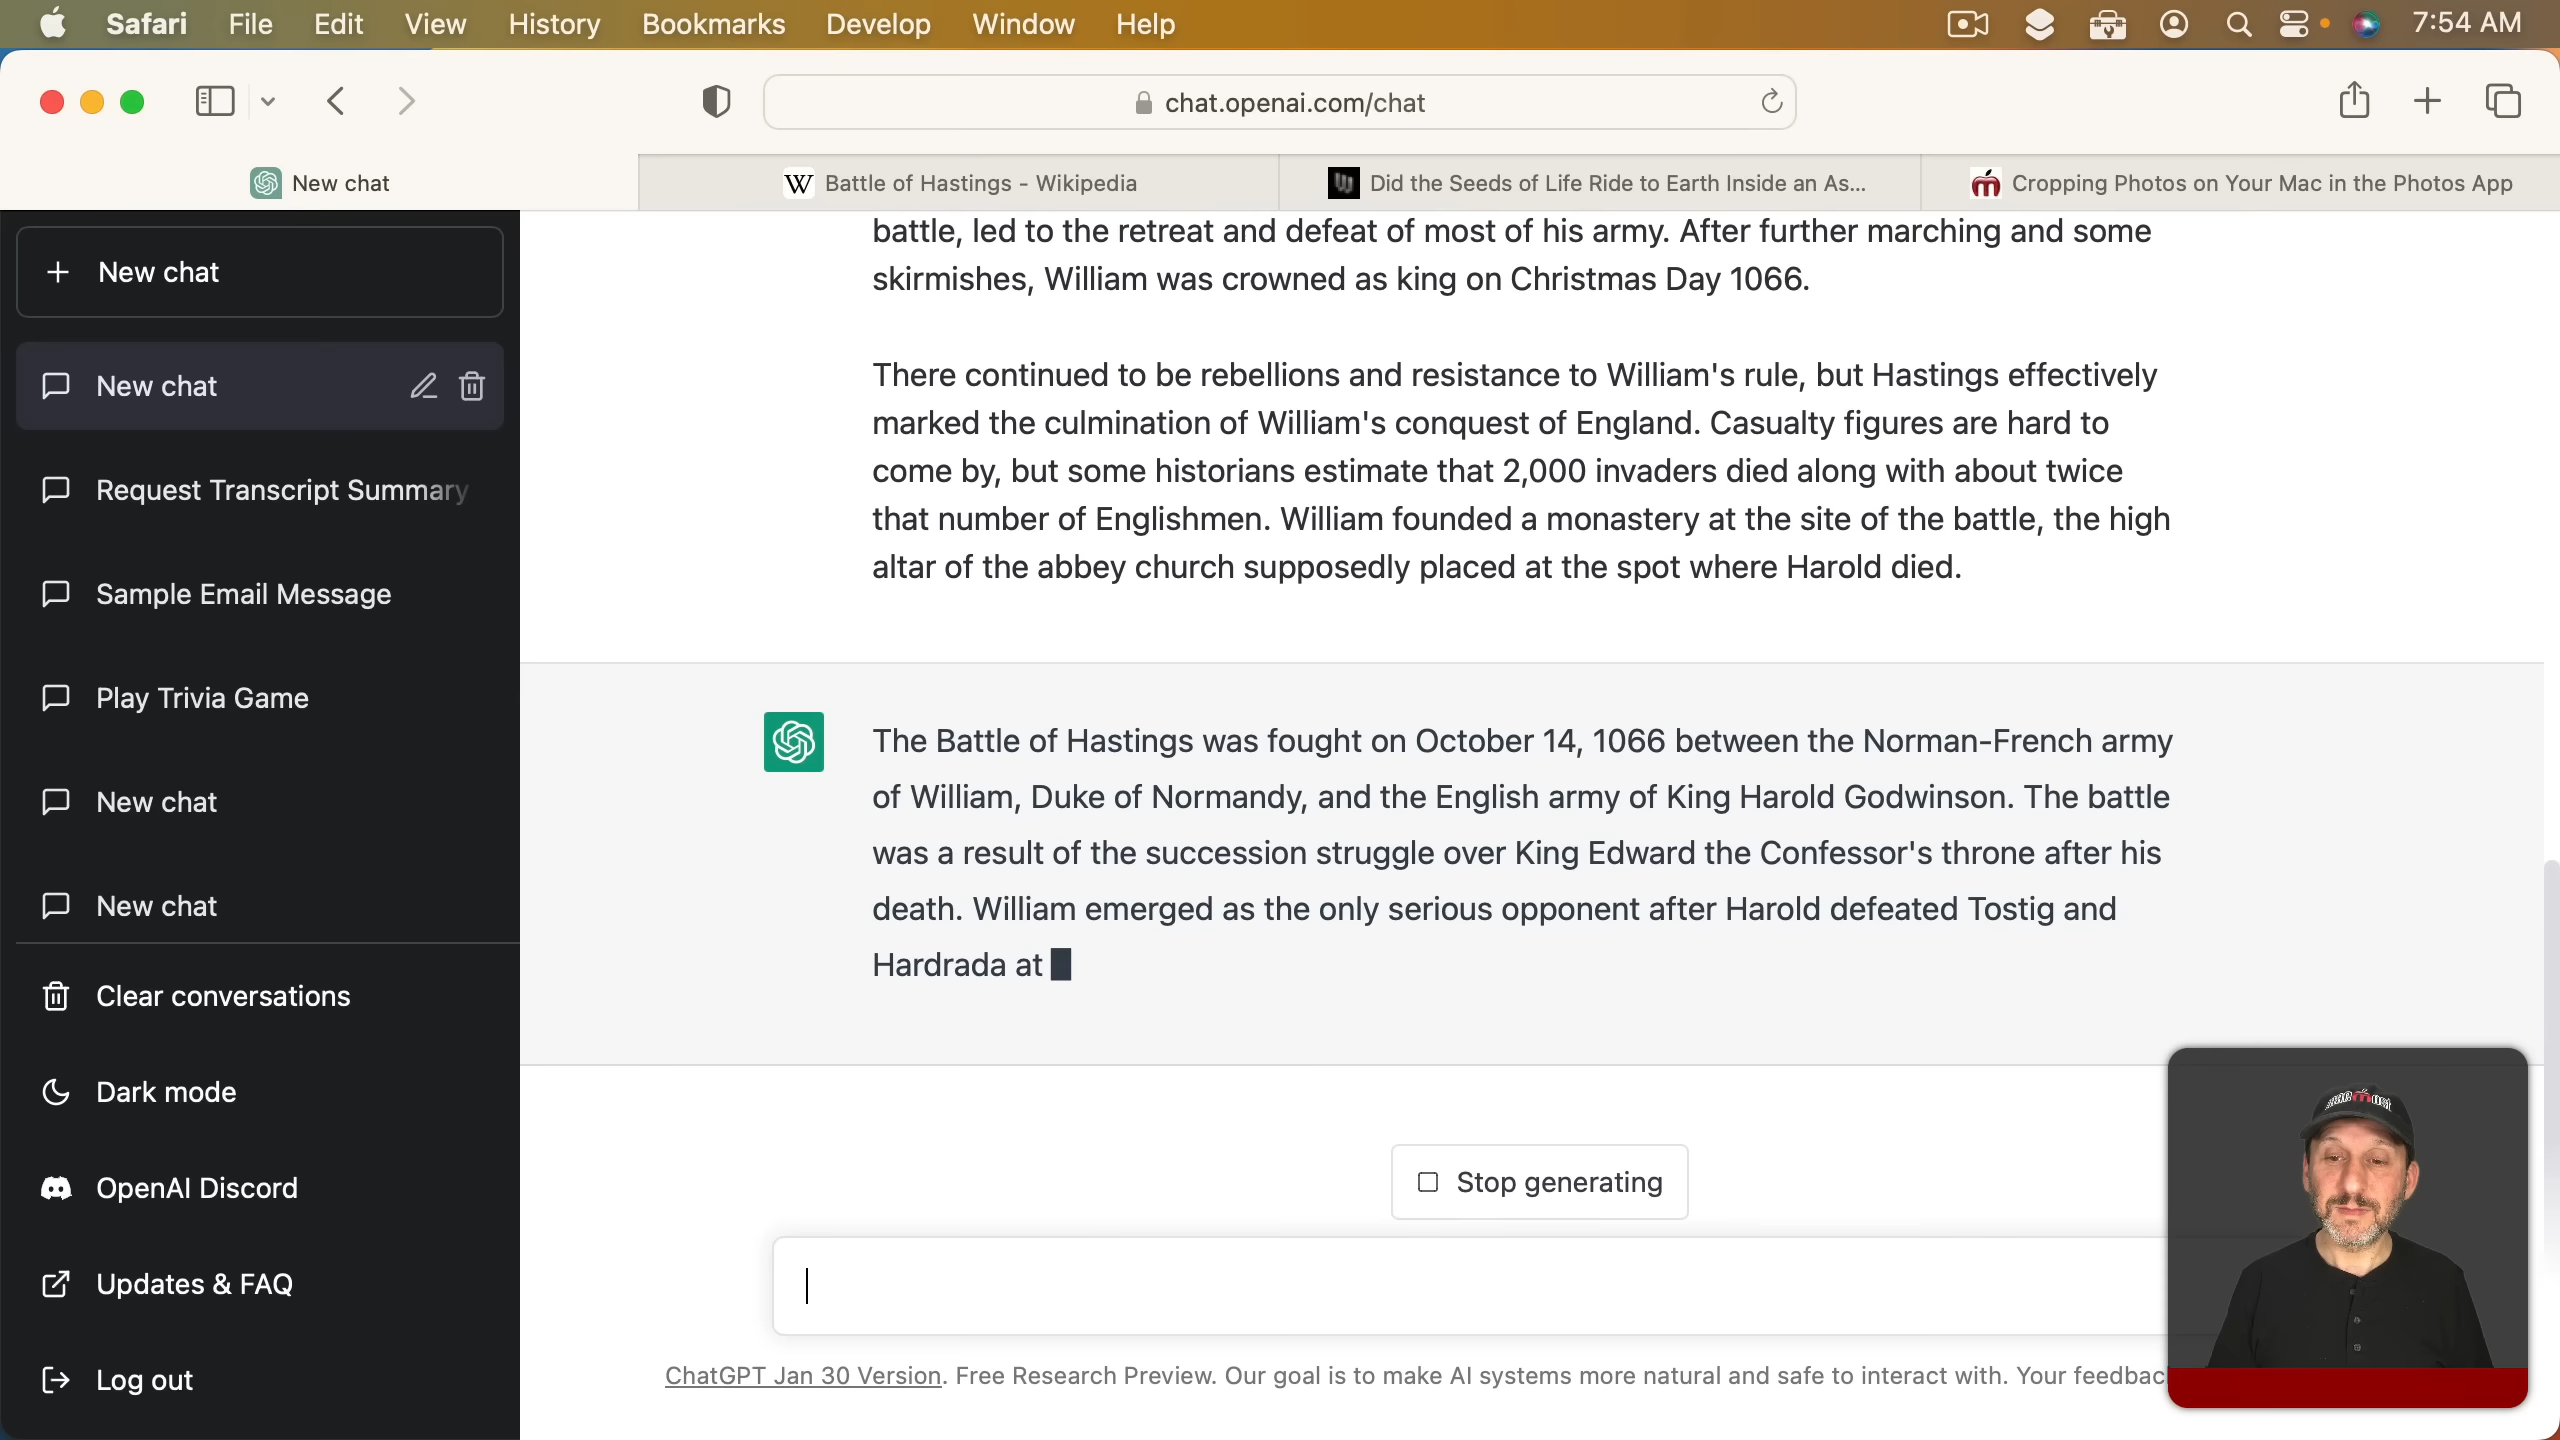 Safari File Edit View History Bookmarks Develop Window Help 7:54 AM
chat.openai.com/chat
New chat
Battle of Hastings - Wikipedia
Did the Seeds of Life Ride to Earth Inside an As...
Cropping Photos on Your Mac in the Photos App
New chat
New chat
Request Transcript Summary
Sample Email Message
Play Trivia Game
New chat
New chat
Clear conversations
Dark mode
OpenAI Discord
Updates & FAQ
Log out
battle, led to the retreat and defeat of most of his army. After further marching and some
skirmishes, William was crowned as king on Christmas Day 1066.
There continued to be rebellions and resistance to William's rule, but Hastings effectively
marked the culmination of William's conquest of England. Casualty figures are hard to
come by, but some historians estimate that 2,000 invaders died along with about twice
that number of Englishmen. William founded a monastery at the site of the battle, the high
altar of the abbey church supposedly placed at the spot where Harold died.
The Battle of Hastings was fought on October 14, 1066 between the Norman-French army
of William, Duke of Normandy, and the English army of King Harold Godwinson. The battle
was a result of the succession struggle over King Edward the Confessor's throne after his
death. William emerged as the only serious opponent after Harold defeated Tostig and
Hardrada at
Stop generating
ChatGPT Jan 30 Version. Free Research Preview. Our goal is to make AI systems more natural and safe to interact with. Your feedbac